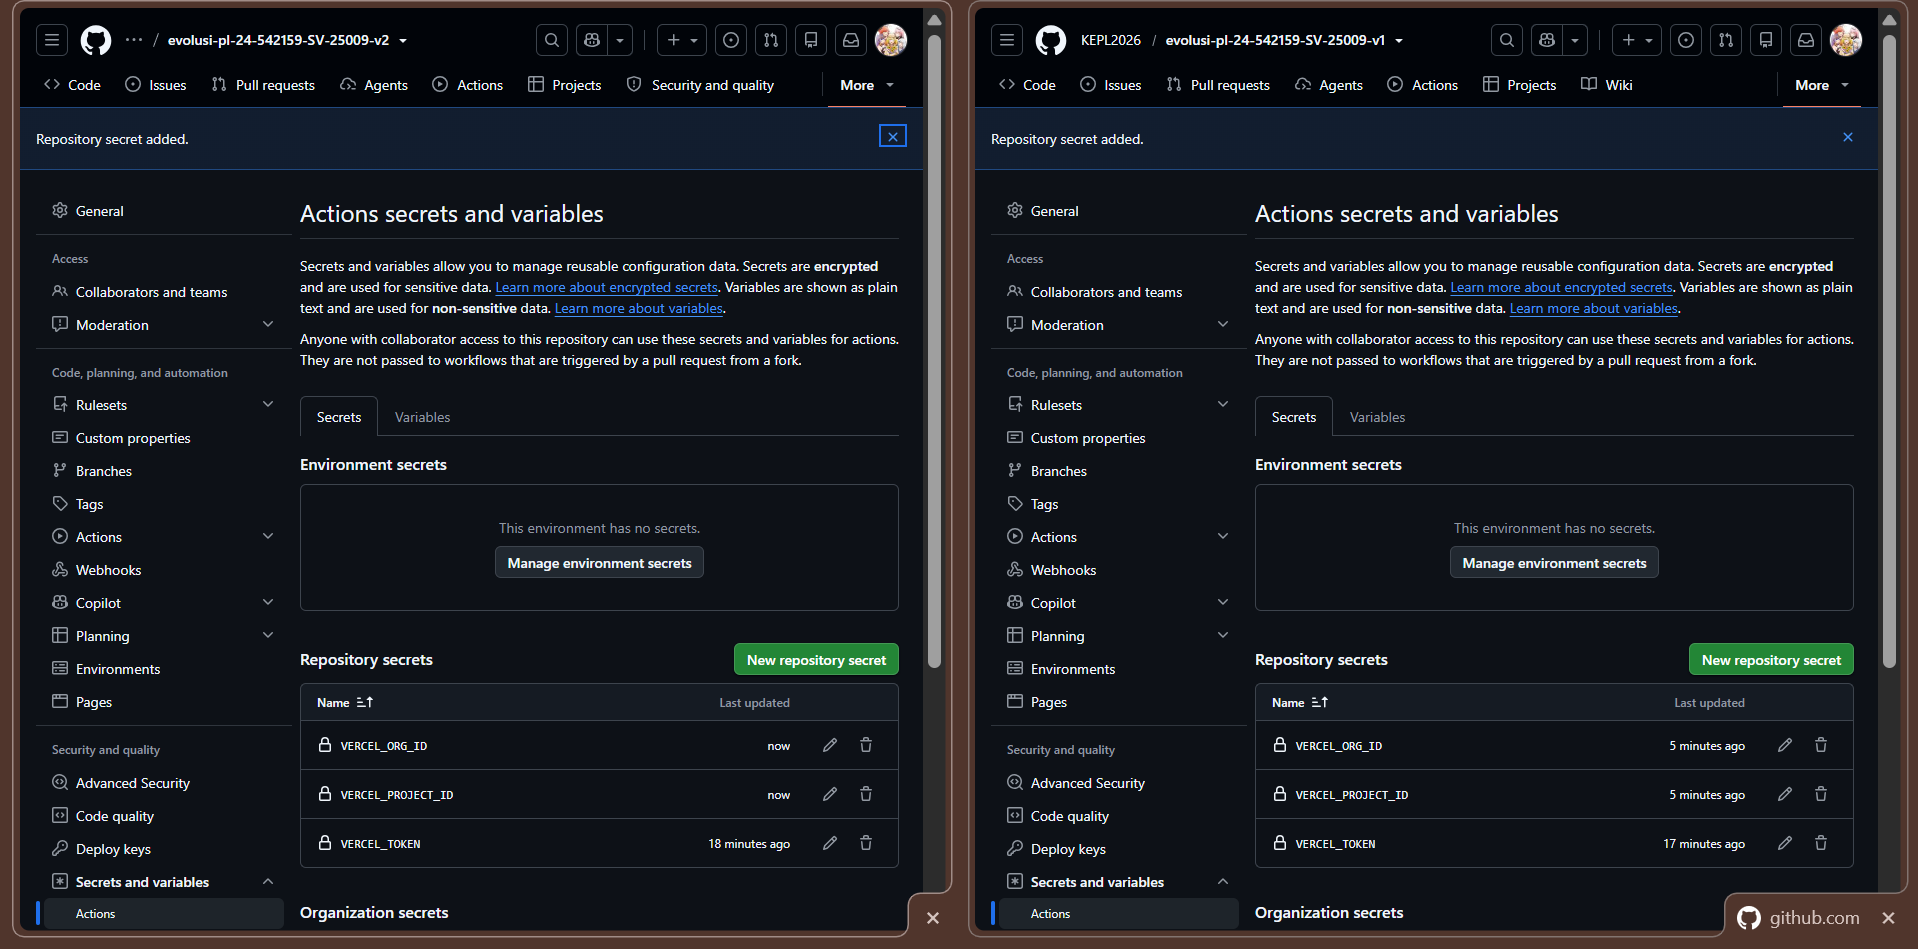 / evolusi-pl-24-542159-SV-25009-v2
Code Issues Pull requests Agents Actions Projects Security and quality More
Repository secret added.
General
Access
Collaborators and teams
Moderation
Code, planning, and automation
Rulesets
Custom properties
Branches
Tags
Actions
Webhooks
Copilot
Planning
Environments
Pages
Security and quality
Advanced Security
Code quality
Deploy keys
Secrets and variables
Actions
Actions secrets and variables
Secrets and variables allow you to manage reusable configuration data. Secrets are encrypted
and are used for sensitive data. Learn more about encrypted secrets. Variables are shown as plain
text and are used for non-sensitive data. Learn more about variables.
Anyone with collaborator access to this repository can use these secrets and variables for actions.
They are not passed to workflows that are triggered by a pull request from a fork.
Secrets Variables
Environment secrets
This environment has no secrets.
Manage environment secrets
Repository secrets New repository secret
Name Last updated
VERCEL_ORG_ID now
VERCEL_PROJECT_ID now
VERCEL_TOKEN 18 minutes ago
Organization secrets
KEPL2026 / evolusi-pl-24-542159-SV-25009-v1
Code Issues Pull requests Agents Actions Projects Wiki More
Repository secret added.
General
Access
Collaborators and teams
Moderation
Code, planning, and automation
Rulesets
Custom properties
Branches
Tags
Actions
Webhooks
Copilot
Planning
Environments
Pages
Security and quality
Advanced Security
Code quality
Deploy keys
Secrets and variables
Actions
Actions secrets and variables
Secrets and variables allow you to manage reusable configuration data. Secrets are encrypted
and are used for sensitive data. Learn more about encrypted secrets. Variables are shown as plain
text and are used for non-sensitive data. Learn more about variables.
Anyone with collaborator access to this repository can use these secrets and variables for actions.
They are not passed to workflows that are triggered by a pull request from a fork.
Secrets Variables
Environment secrets
This environment has no secrets.
Manage environment secrets
Repository secrets New repository secret
Name Last updated
VERCEL_ORG_ID 5 minutes ago
VERCEL_PROJECT_ID 5 minutes ago
VERCEL_TOKEN 17 minutes ago
Organization secrets
github.com